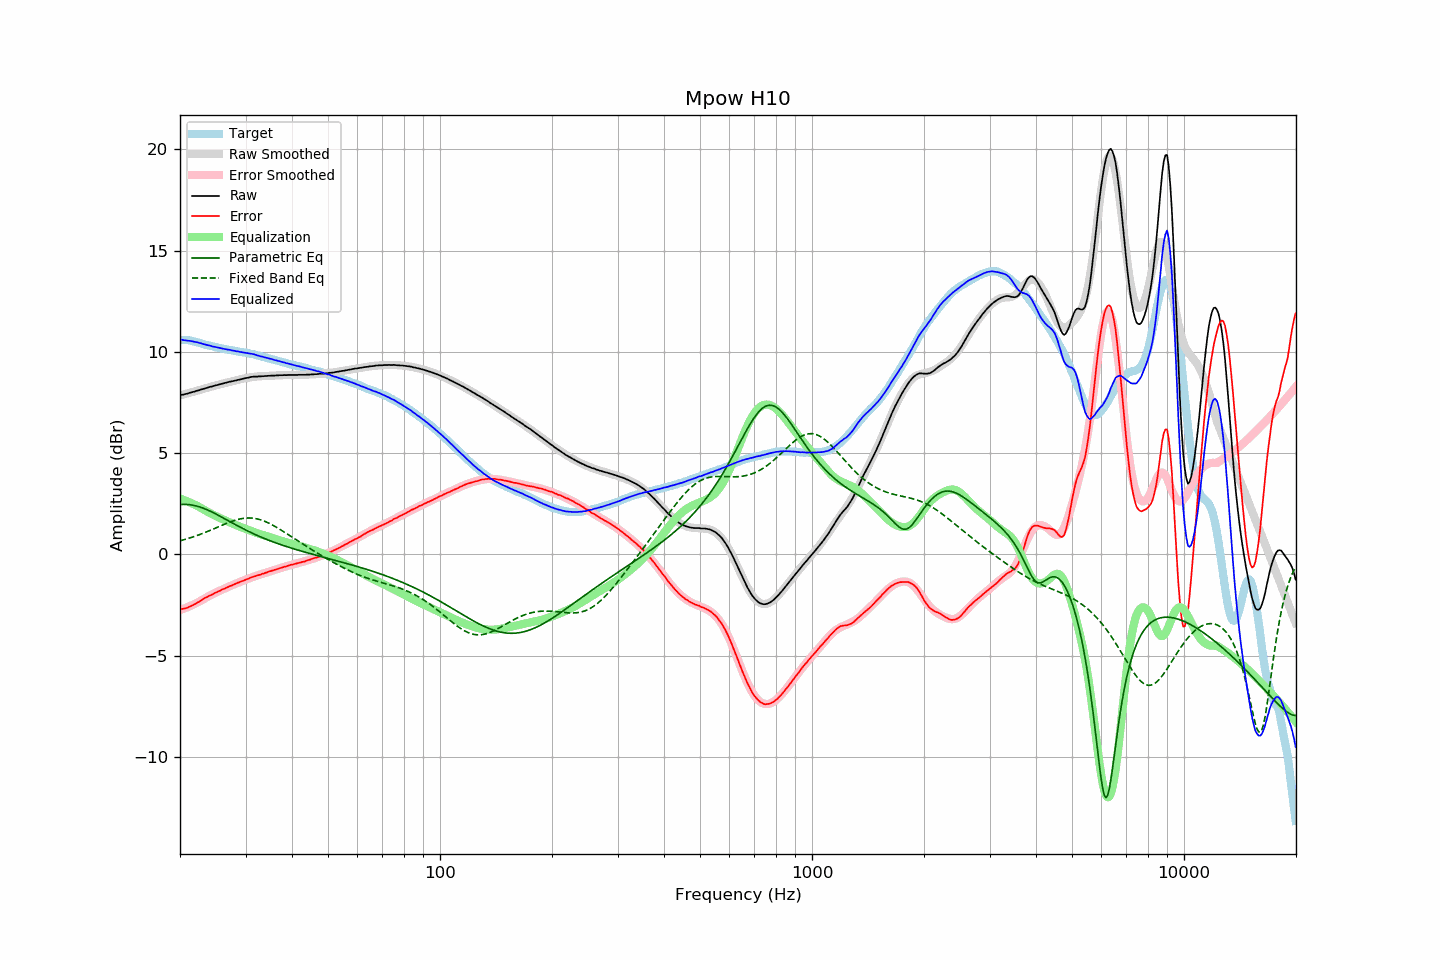 Mpow H10
Target
Raw Smoothed
Error Smoothed
Raw
Error
Equalization
Parametric Eq
Fixed Band Eq
Equalized
20
15
10
5
0
−5
−10
Amplitude (dBr)
100
1000
10000
Frequency (Hz)